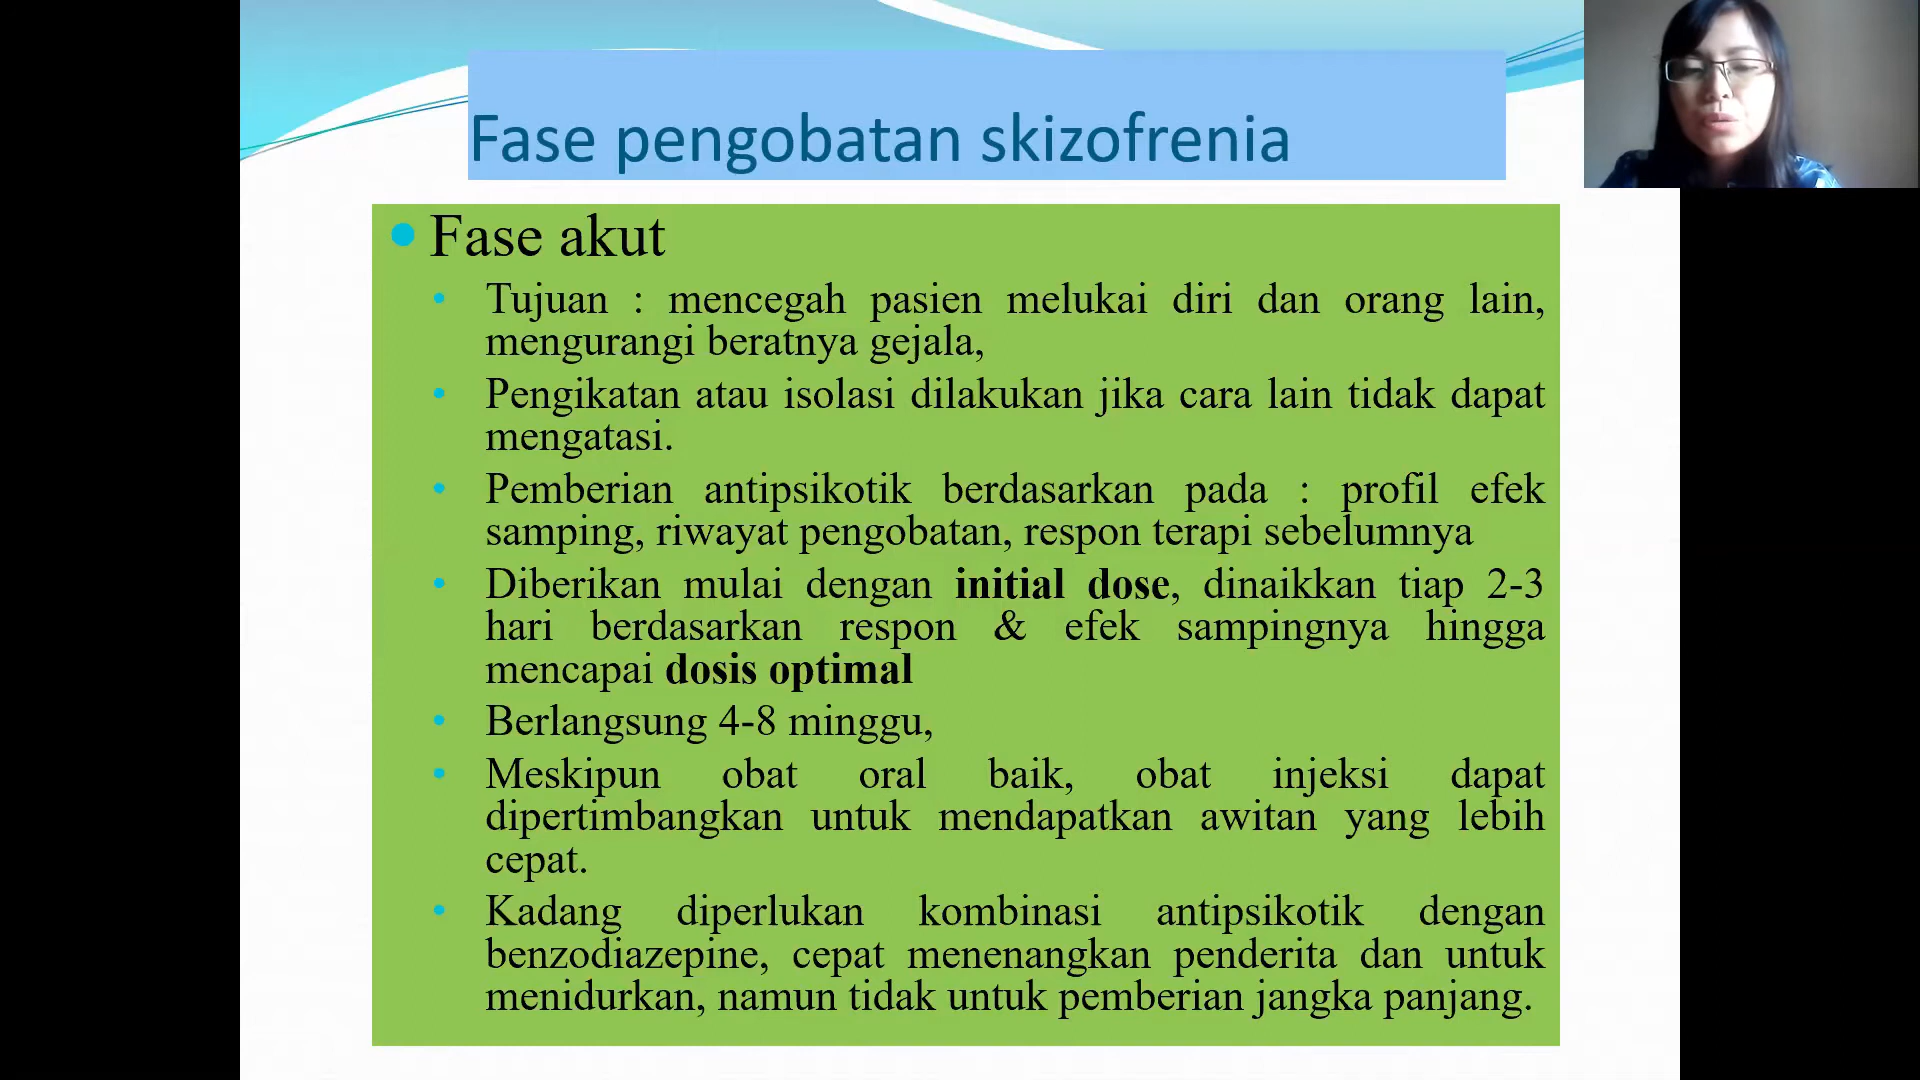 Fase pengobatan skizofrenia
Fase akut
Tujuan : mencegah pasien melukai diri dan orang lain,
mengurangi beratnya gejala,
Pengikatan atau isolasi dilakukan jika cara lain tidak dapat
mengatasi.
Pemberian antipsikotik berdasarkan pada : profil efek
samping, riwayat pengobatan, respon terapi sebelumnya
Diberikan mulai dengan initial dose, dinaikkan tiap 2-3
hari berdasarkan respon & efek sampingnya hingga
mencapai dosis optimal
Berlangsung 4-8 minggu,
Meskipun obat oral baik, obat injeksi dapat
dipertimbangkan untuk mendapatkan awitan yang lebih
cepat.
Kadang diperlukan kombinasi antipsikotik dengan
benzodiazepine, cepat menenangkan penderita dan untuk
menidurkan, namun tidak untuk pemberian jangka panjang.